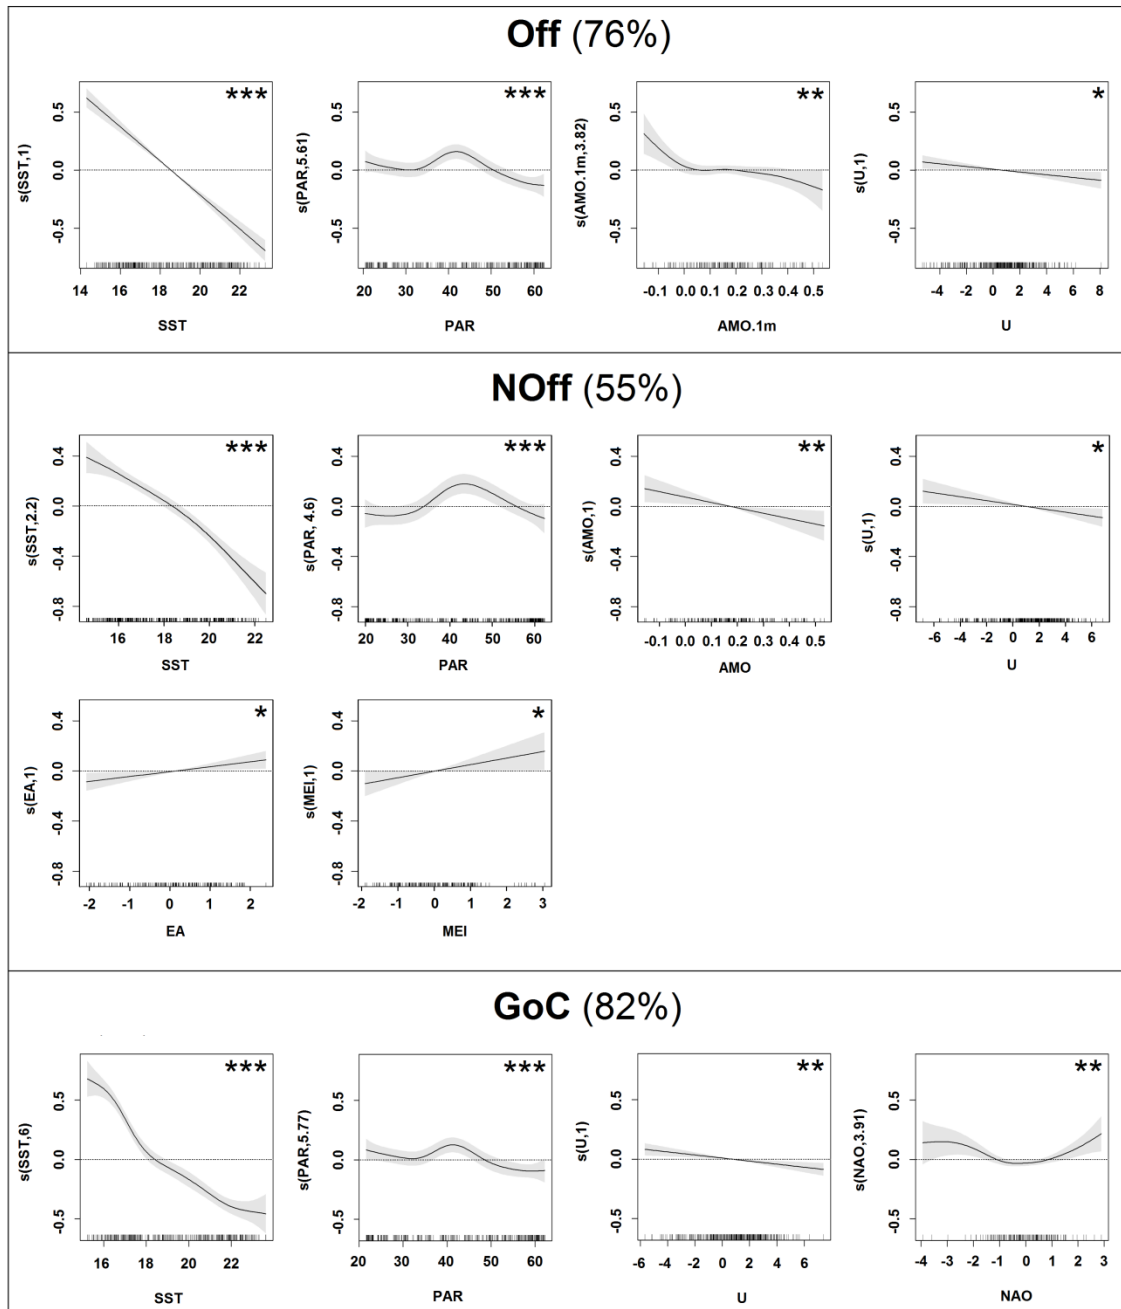 Off (76%)
***
s(SST,1)
0.5
0.0
-0.5
14 16 18 20 22
SST
***
s(PAR,5.61)
0.5
0.0
-0.5
20 30 40 50 60
PAR
**
s(AMO.1m,3.82)
0.5
0.0
-0.5
-0.1 0.0 0.1 0.2 0.3 0.4 0.5
AMO.1m
*
s(U,1)
0.5
0.0
-0.5
-4 -2 0 2 4 6 8
U
NOff (55%)
***
s(SST,2.2)
0.4
0.0
-0.4
-0.8
16 18 20 22
SST
***
s(PAR, 4.6)
0.4
0.0
-0.4
-0.8
20 30 40 50 60
PAR
**
s(AMO,1)
0.4
0.0
-0.4
-0.8
-0.1 0.0 0.1 0.2 0.3 0.4 0.5
AMO
*
s(U,1)
0.4
0.0
-0.4
-0.8
-6 -4 -2 0 2 4 6
U
*
s(EA,1)
0.4
0.0
-0.4
-0.8
-2 -1 0 1 2
EA
*
s(MEI,1)
0.4
0.0
-0.4
-0.8
-1 0 1 2 3
MEI
GoC (82%)
***
s(SST,6)
0.5
0.0
-0.5
16 18 20 22
SST
***
s(PAR,5.77)
0.5
0.0
-0.5
20 30 40 50 60
PAR
**
s(U,1)
0.5
0.0
-0.5
-6 -4 -2 0 2 4 6
U
**
s(NAO,3.91)
0.5
0.0
-0.5
-4 -3 -2 -1 0 1 2 3
NAO